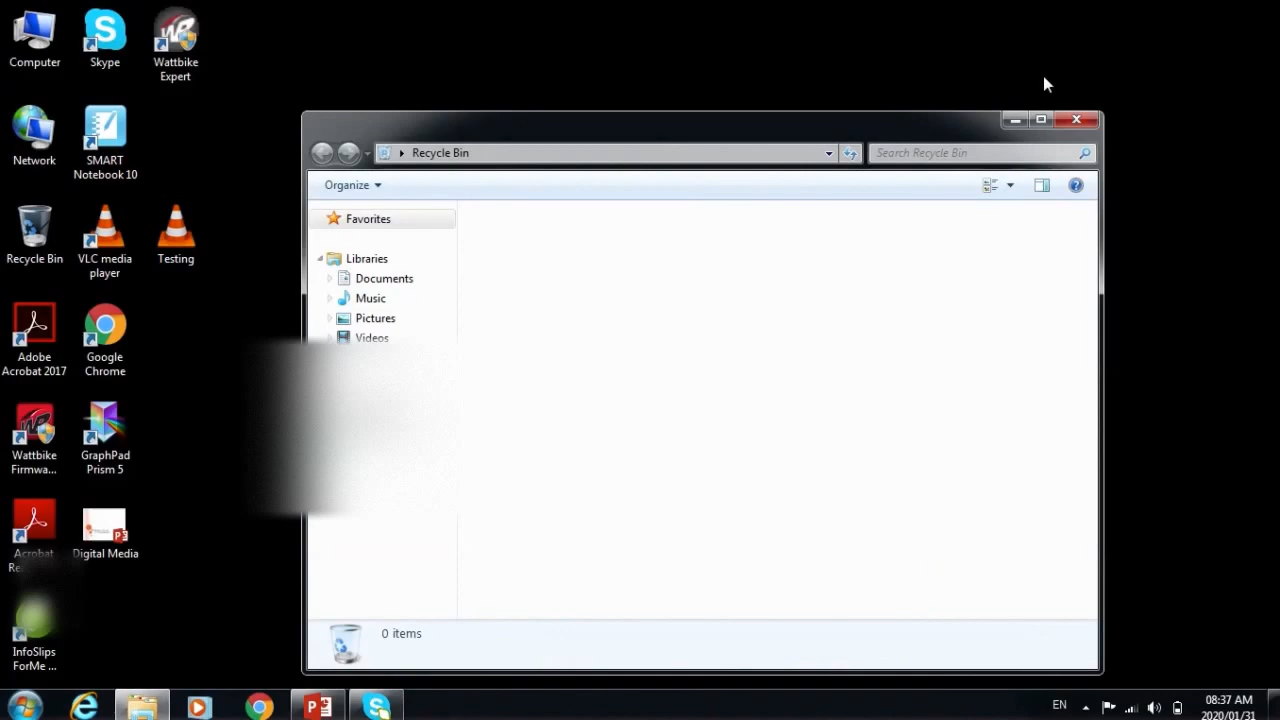 Computer
Skype
Wattbike
Expert
Network
SMART
Notebook 10
Recycle Bin
VLC media
player
Testing
Adobe
Acrobat 2017
Google
Chrome
Wattbike
Firmwa...
GraphPad
Prism 5
Acrobat
Digital Media
InfoSlips
ForMe ...
Recycle Bin
Search Recycle Bin
Organize
Favorites
Libraries
Documents
Music
Pictures
Videos
0 items
EN
08:37 AM
2020/01/31